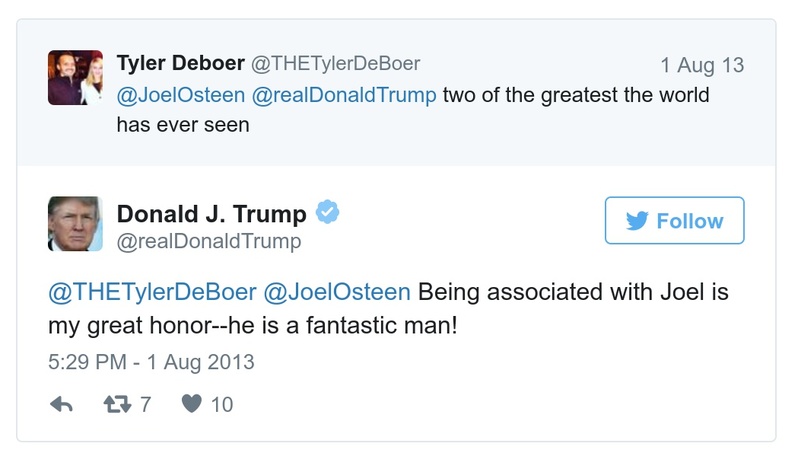 Tyler Deboer @THETylerDeBoer 1 Aug 13
@JoelOsteen @realDonaldTrump two of the greatest the world
has ever seen
Donald J. Trump
@realDonaldTrump
Follow
@THETylerDeBoer @JoelOsteen Being associated with Joel is
my great honor--he is a fantastic man!
5:29 PM - 1 Aug 2013
7 10